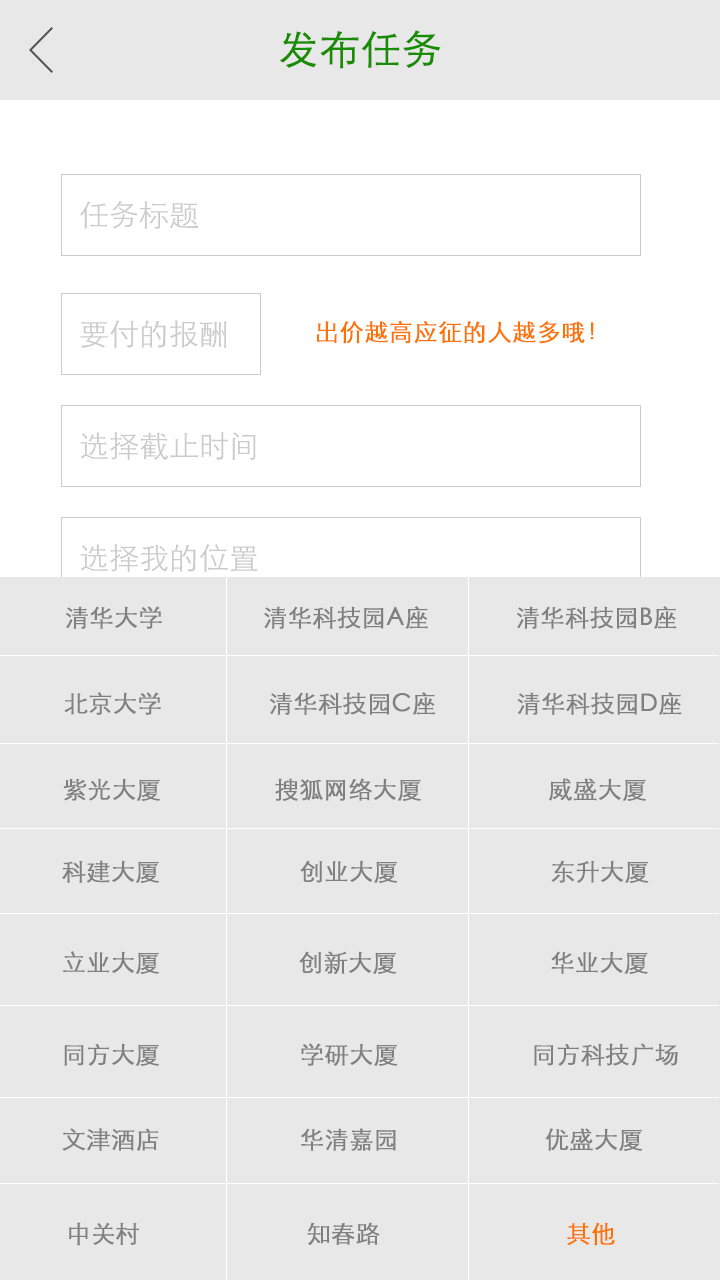 发布任务
任务标题
要付的报酬
出价越高应征的人越多哦!
选择截止时间
选择我的位置
清华大学 清华科技园A座 清华科技园B座
北京大学 清华科技园C座 清华科技园D座
紫光大厦 搜狐网络大厦 威盛大厦
科建大厦 创业大厦 东升大厦
立业大厦 创新大厦 华业大厦
同方大厦 学研大厦 同方科技广场
文津酒店 华清嘉园 优盛大厦
中关村 知春路 其他